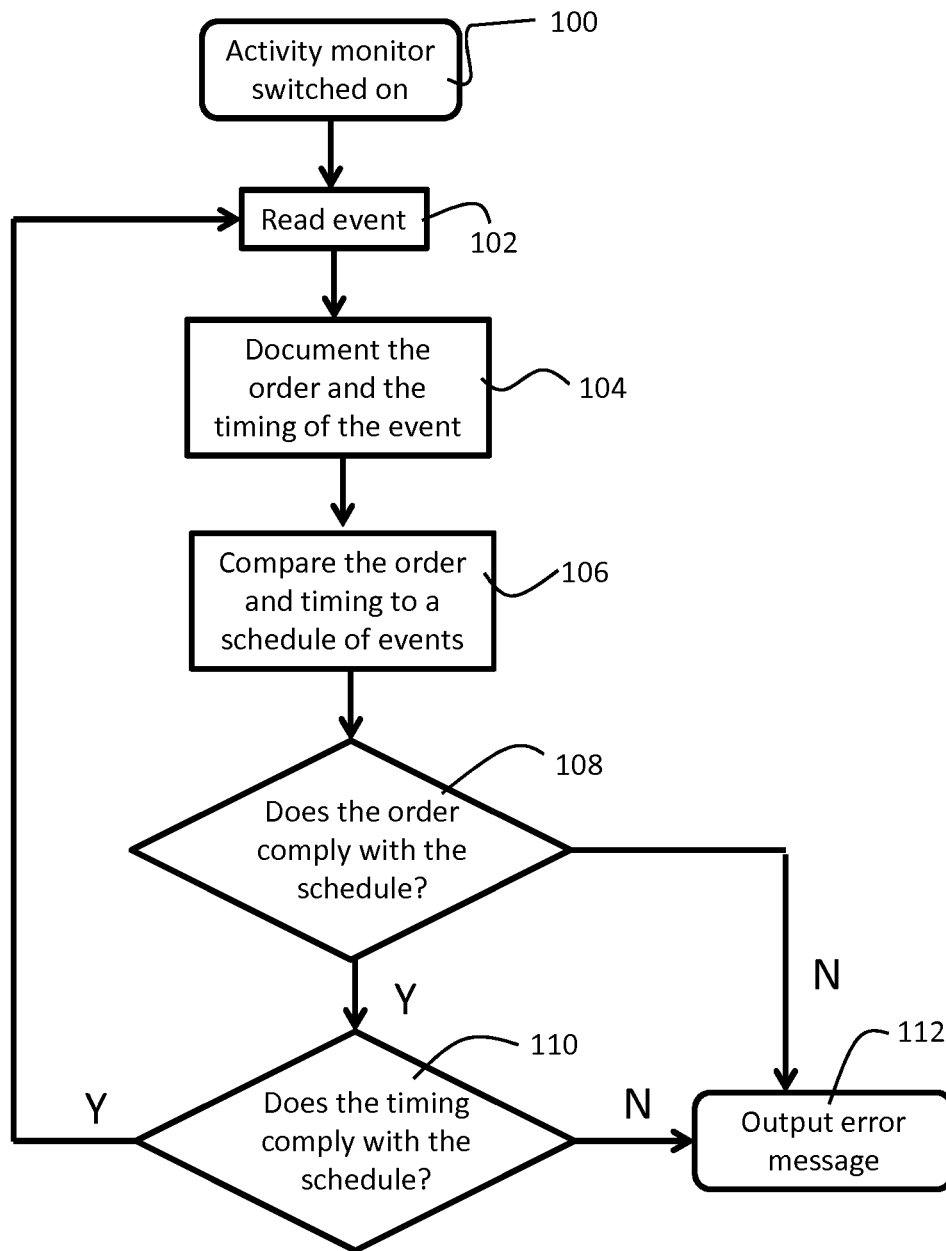 100
Activity monitor
switched on
Read event
102
Document the
order and the
timing of the event
104
Compare the order
and timing to a
schedule of events
106
108
Does the order
comply with the
schedule?
N
Y
110
112
Y
Does the timing
comply with the
schedule?
N
Output error
message